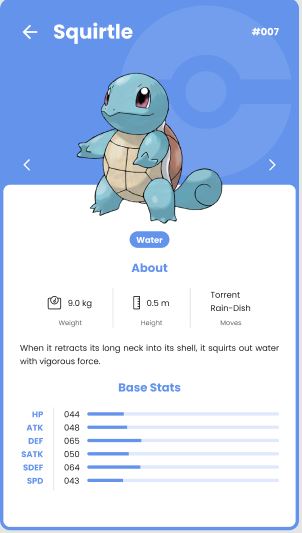 Squirtle #007
Water
About
9.0 kg 0.5 m Torrent
Rain-Dish
Weight Height Moves
When it retracts its long neck into its shell, it squirts out water
with vigorous force.
Base Stats
HP 044
ATK 048
DEF 065
SATK 050
SDEF 064
SPD 043